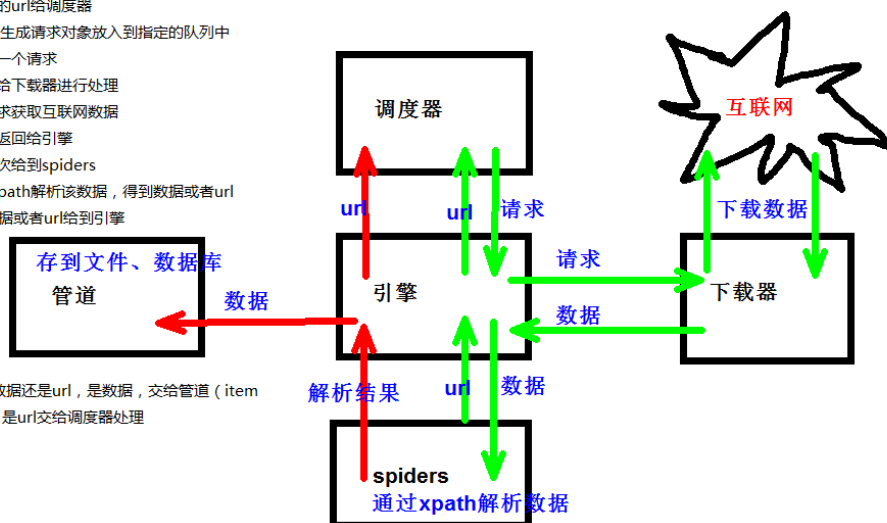 的url给调度器
生成请求对象放入到指定的队列中
一个请求
给下载器进行处理
求获取互联网数据
返回给引擎
次给到spiders
path解析该数据，得到数据或者url
据或者url给到引擎
调度器
互联网
url
url
请求
下载数据
存到文件、数据库
管道
数据
引擎
请求
数据
下载器
数据还是url，是数据，交给管道（item
是url交给调度器处理
解析结果
url
数据
spiders
通过xpath解析数据